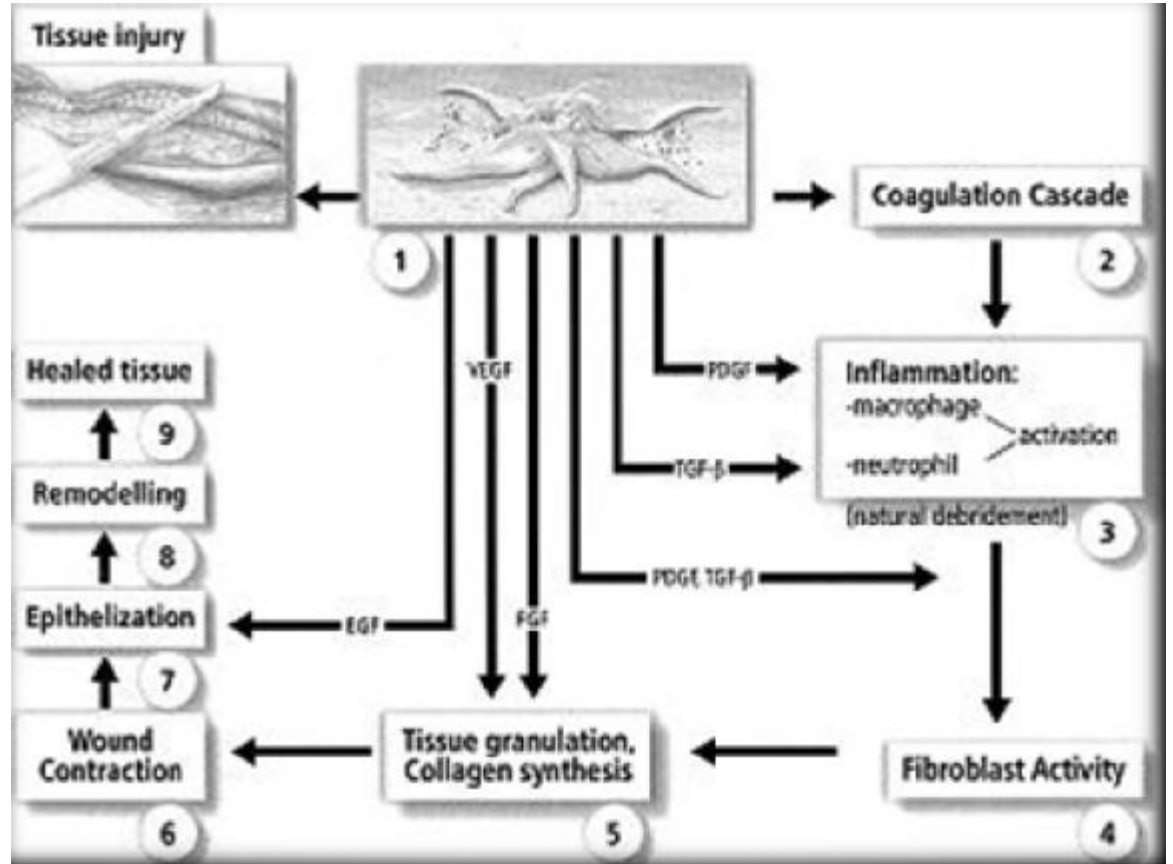 Tissue injury
1
Coagulation Cascade
2
VEGF
PDGF
Inflammation:
-macrophage
activation
-neutrophil
TGF-β
(natural debridement)
3
Healed tissue
9
Remodelling
8
PDGF, TGF-β
Epithelization
EGF
FGF
7
Wound
Contraction
6
Tissue granulation,
Collagen synthesis
5
Fibroblast Activity
4